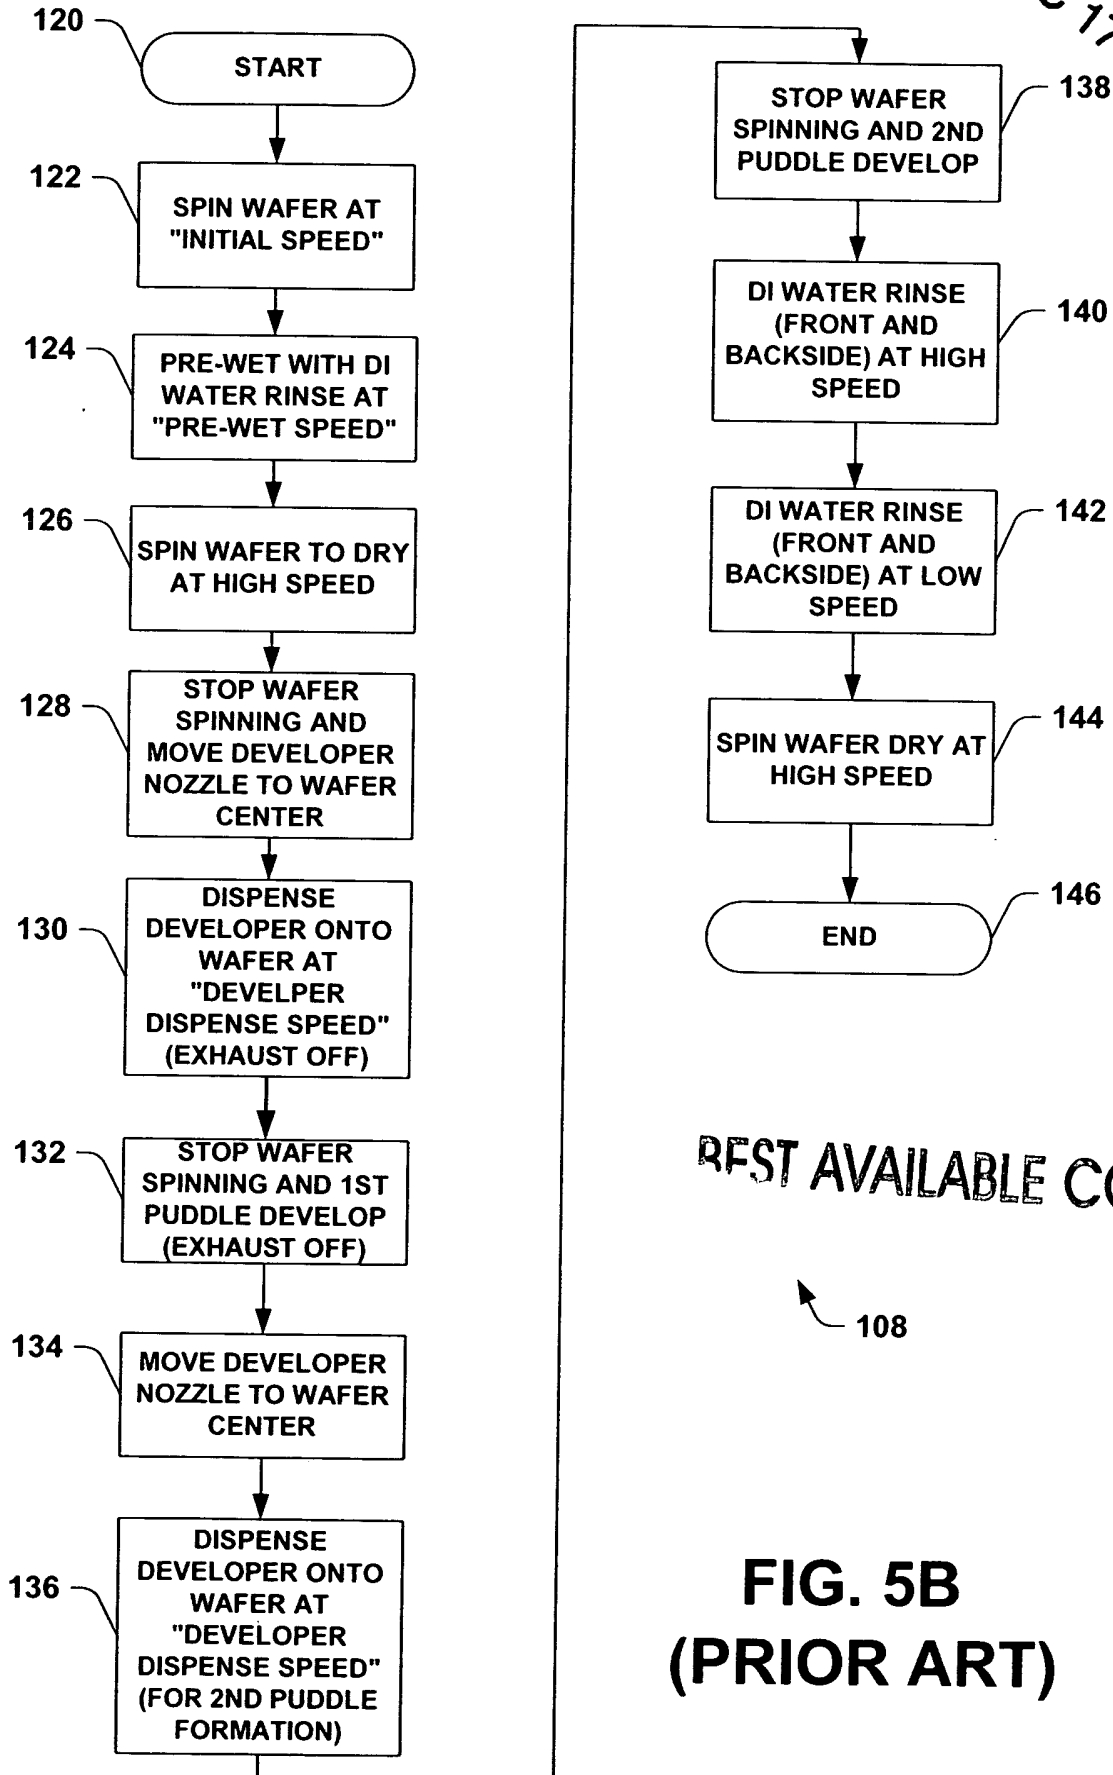 120
START
122
SPIN WAFER AT
"INITIAL SPEED"
124
PRE-WET WITH DI
WATER RINSE AT
"PRE-WET SPEED"
126
SPIN WAFER TO DRY
AT HIGH SPEED
128
STOP WAFER
SPINNING AND
MOVE DEVELOPER
NOZZLE TO WAFER
CENTER
130
DISPENSE
DEVELOPER ONTO
WAFER AT
"DEVELPER
DISPENSE SPEED"
(EXHAUST OFF)
132
STOP WAFER
SPINNING AND 1ST
PUDDLE DEVELOP
(EXHAUST OFF)
134
MOVE DEVELOPER
NOZZLE TO WAFER
CENTER
136
DISPENSE
DEVELOPER ONTO
WAFER AT
"DEVELOPER
DISPENSE SPEED"
(FOR 2ND PUDDLE
FORMATION)
138
STOP WAFER
SPINNING AND 2ND
PUDDLE DEVELOP
140
DI WATER RINSE
(FRONT AND
BACKSIDE) AT HIGH
SPEED
142
DI WATER RINSE
(FRONT AND
BACKSIDE) AT LOW
SPEED
144
SPIN WAFER DRY AT
HIGH SPEED
146
END
BEST AVAILABLE
108
FIG. 5B
(PRIOR ART)